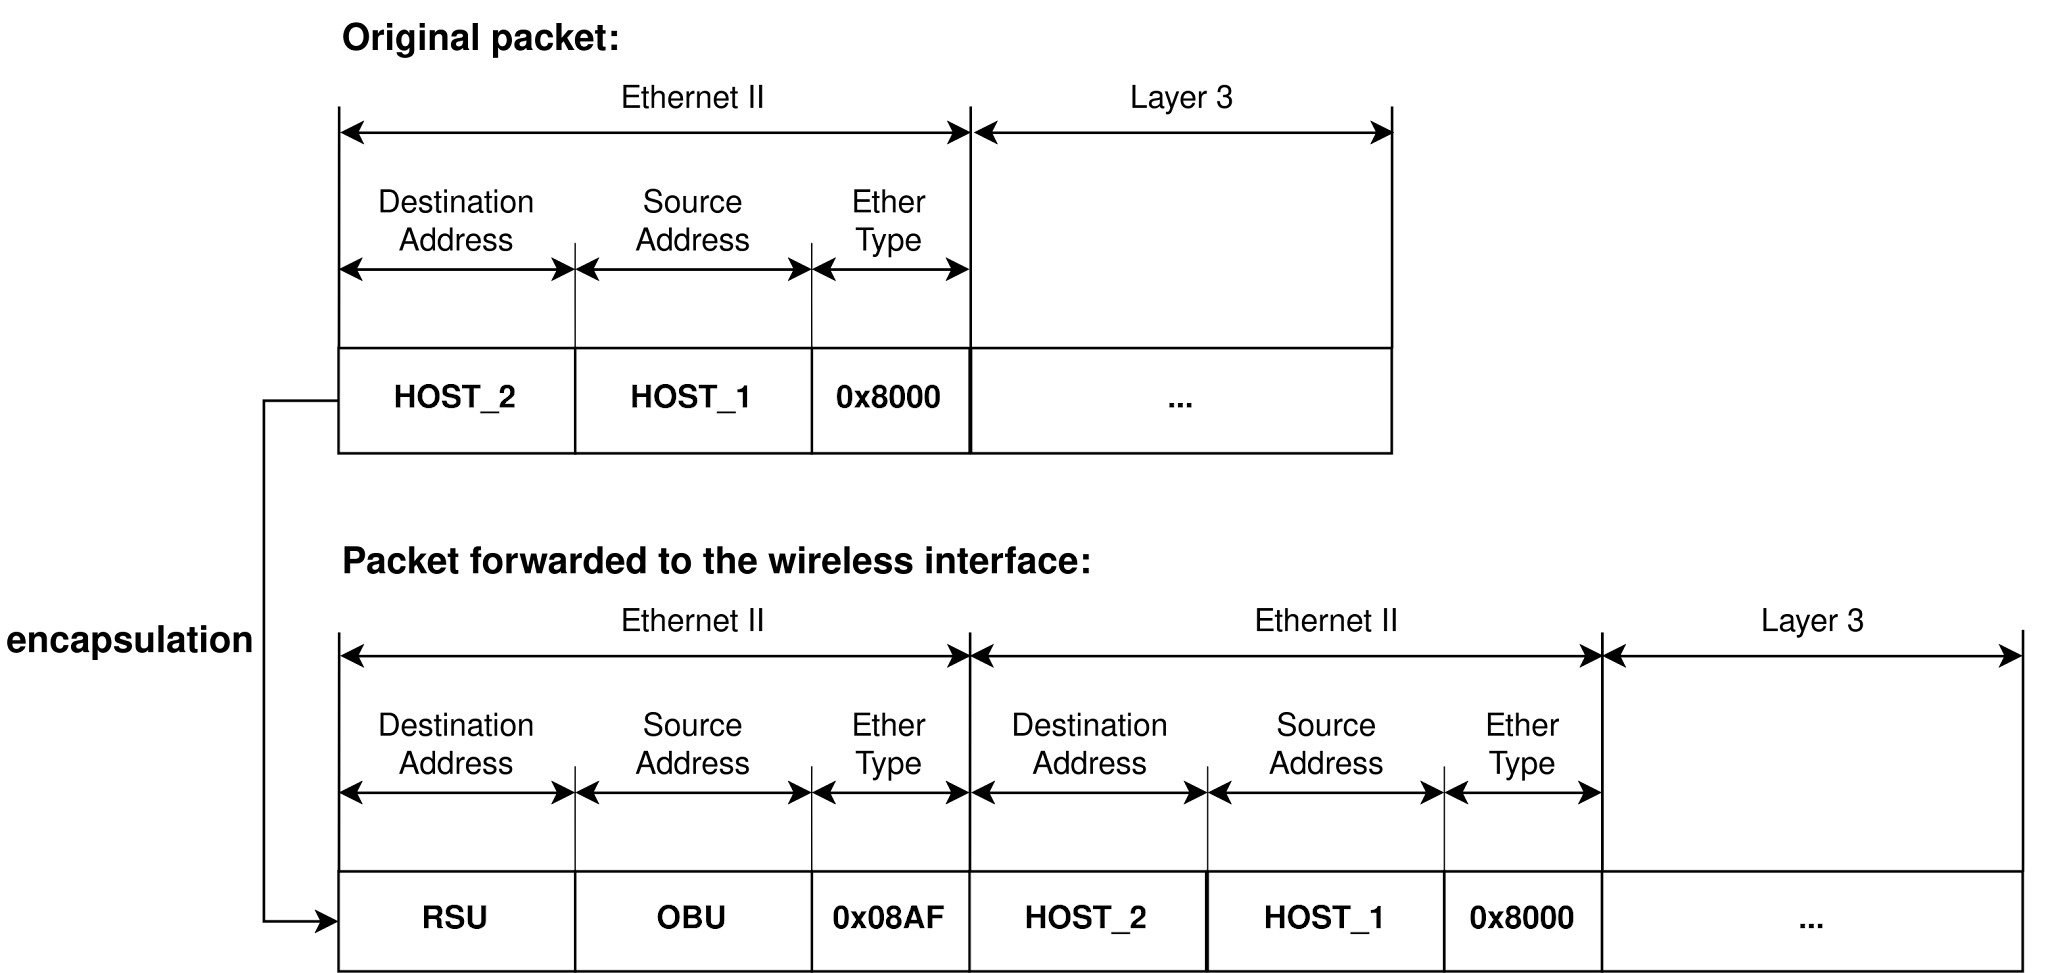 Original packet:
Ethernet II
Layer 3
Destination
Address
Source
Address
Ether
Type
HOST_2
HOST_1
0x8000
...
encapsulation
Packet forwarded to the wireless interface:
Ethernet II
Ethernet II
Layer 3
Destination
Address
Source
Address
Ether
Type
Destination
Address
Source
Address
Ether
Type
RSU
OBU
0x08AF
HOST_2
HOST_1
0x8000
...